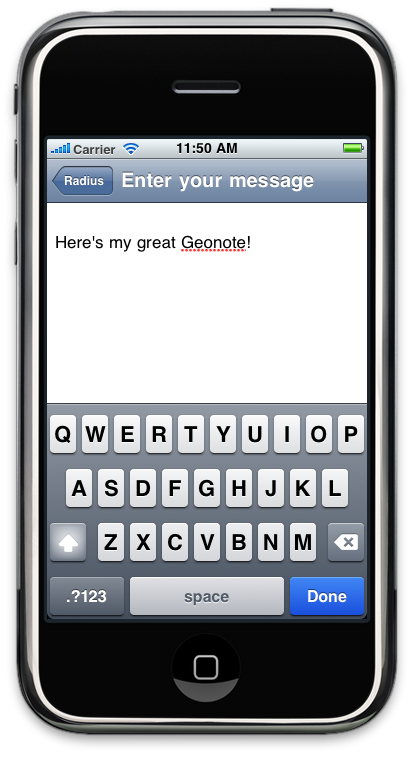 Carrier 11:50 AM
Radius Enter your message
Here's my great Geonote!
Q W E R T Y U I O P
A S D F G H J K L
Z X C V B N M
.?123 space Done